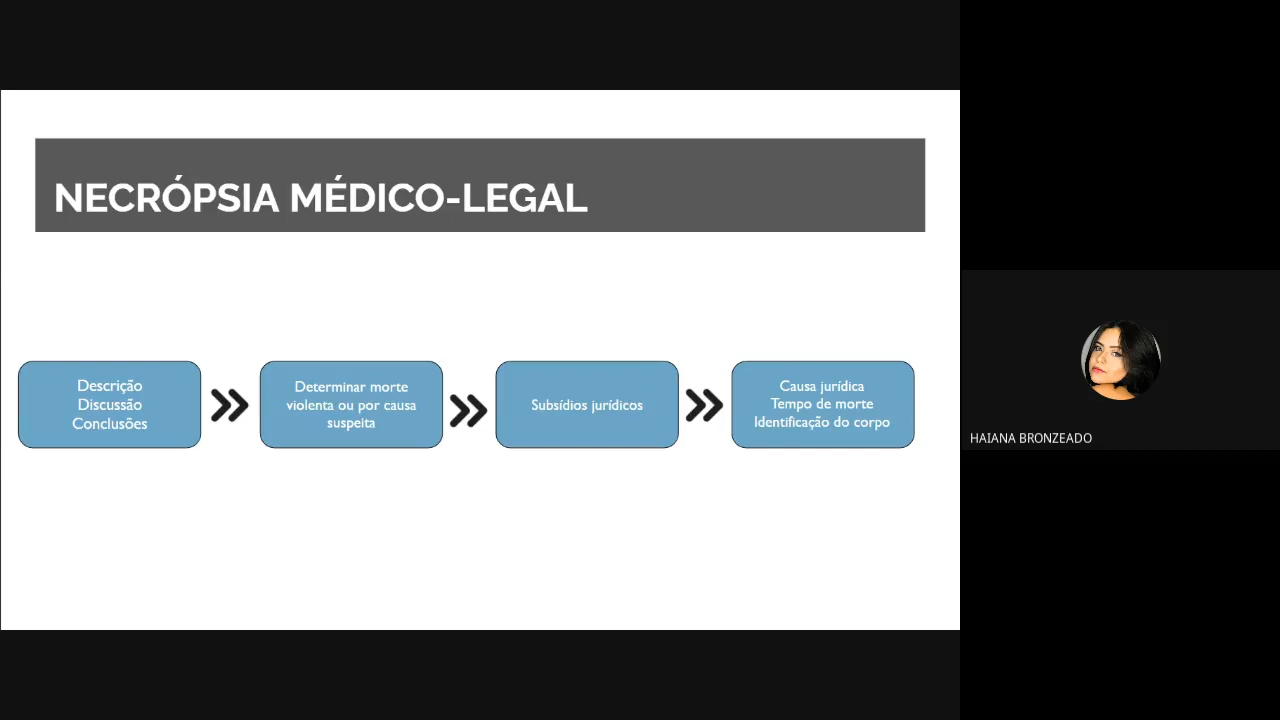 NECRÓPSIA MÉDICO-LEGAL
Descrição
Discussão
Conclusões
Determinar morte
violenta ou por causa
suspeita
Subsídios jurídicos
Causa jurídica
Tempo de morte
Identificação do corpo
HAIANA BRONZEADO